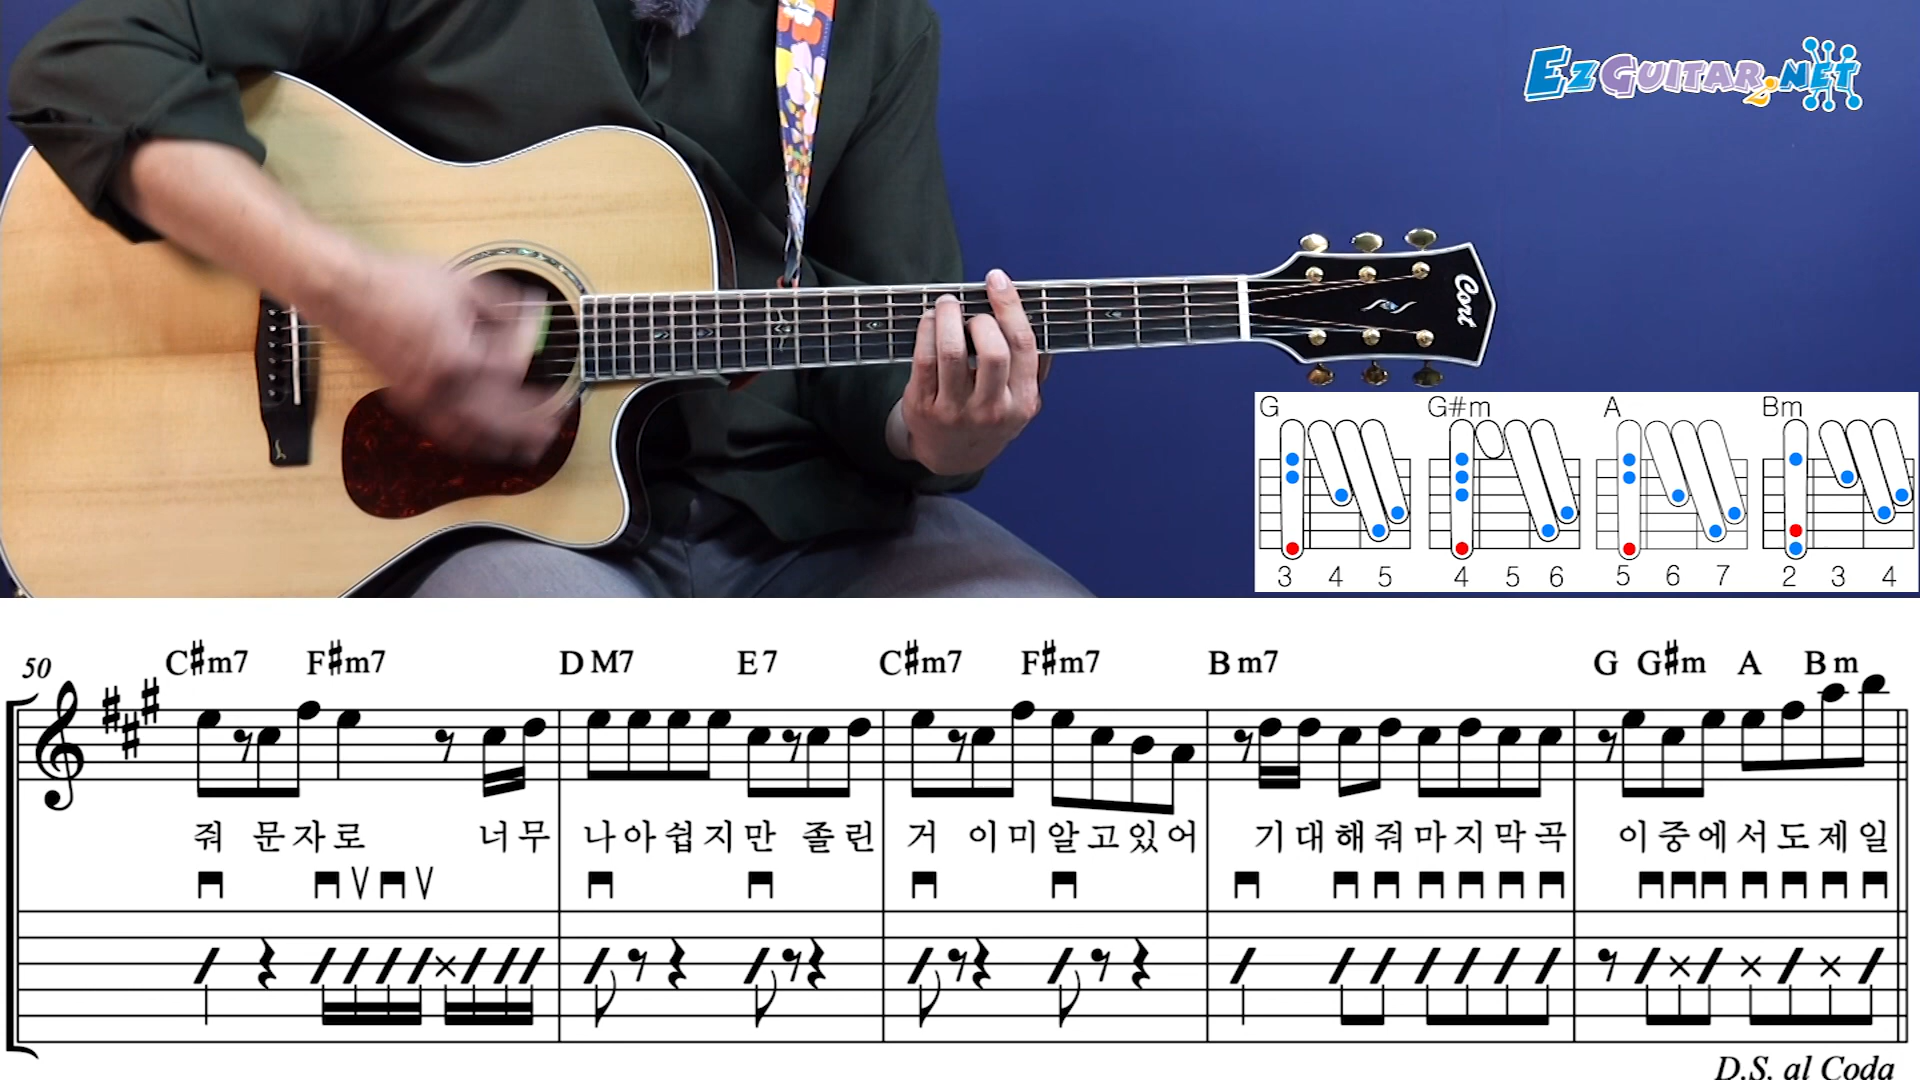 EZGUITAR2.NET
Cort
G G#m A Bm
3 4 5 4 5 6 5 6 7 2 3 4
50 C#m7 F#m7 DM7 E7 C#m7 F#m7 Bm7 G G#m A Bm
줘 문자로 너무 나아쉽지만 졸린 거 이미알고있어 기대해줘마지막곡 이중에서도제일
D.S. al Coda